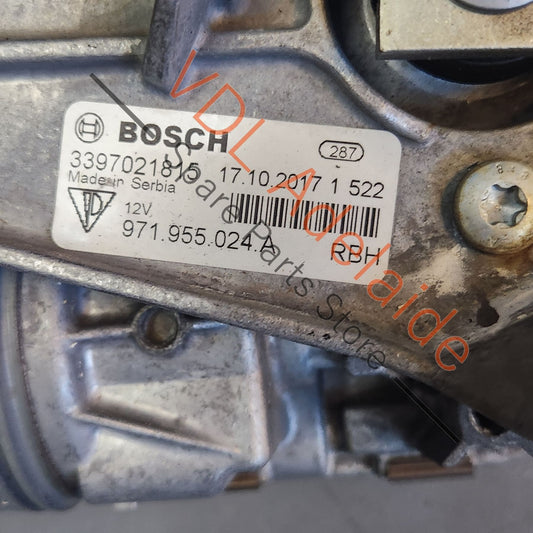 BOSCH
287
3397021815 17.10.2017 1 522
Made in Serbia
12V
971.955.024.A RBH
VDL Adelaide
Spare Parts Store